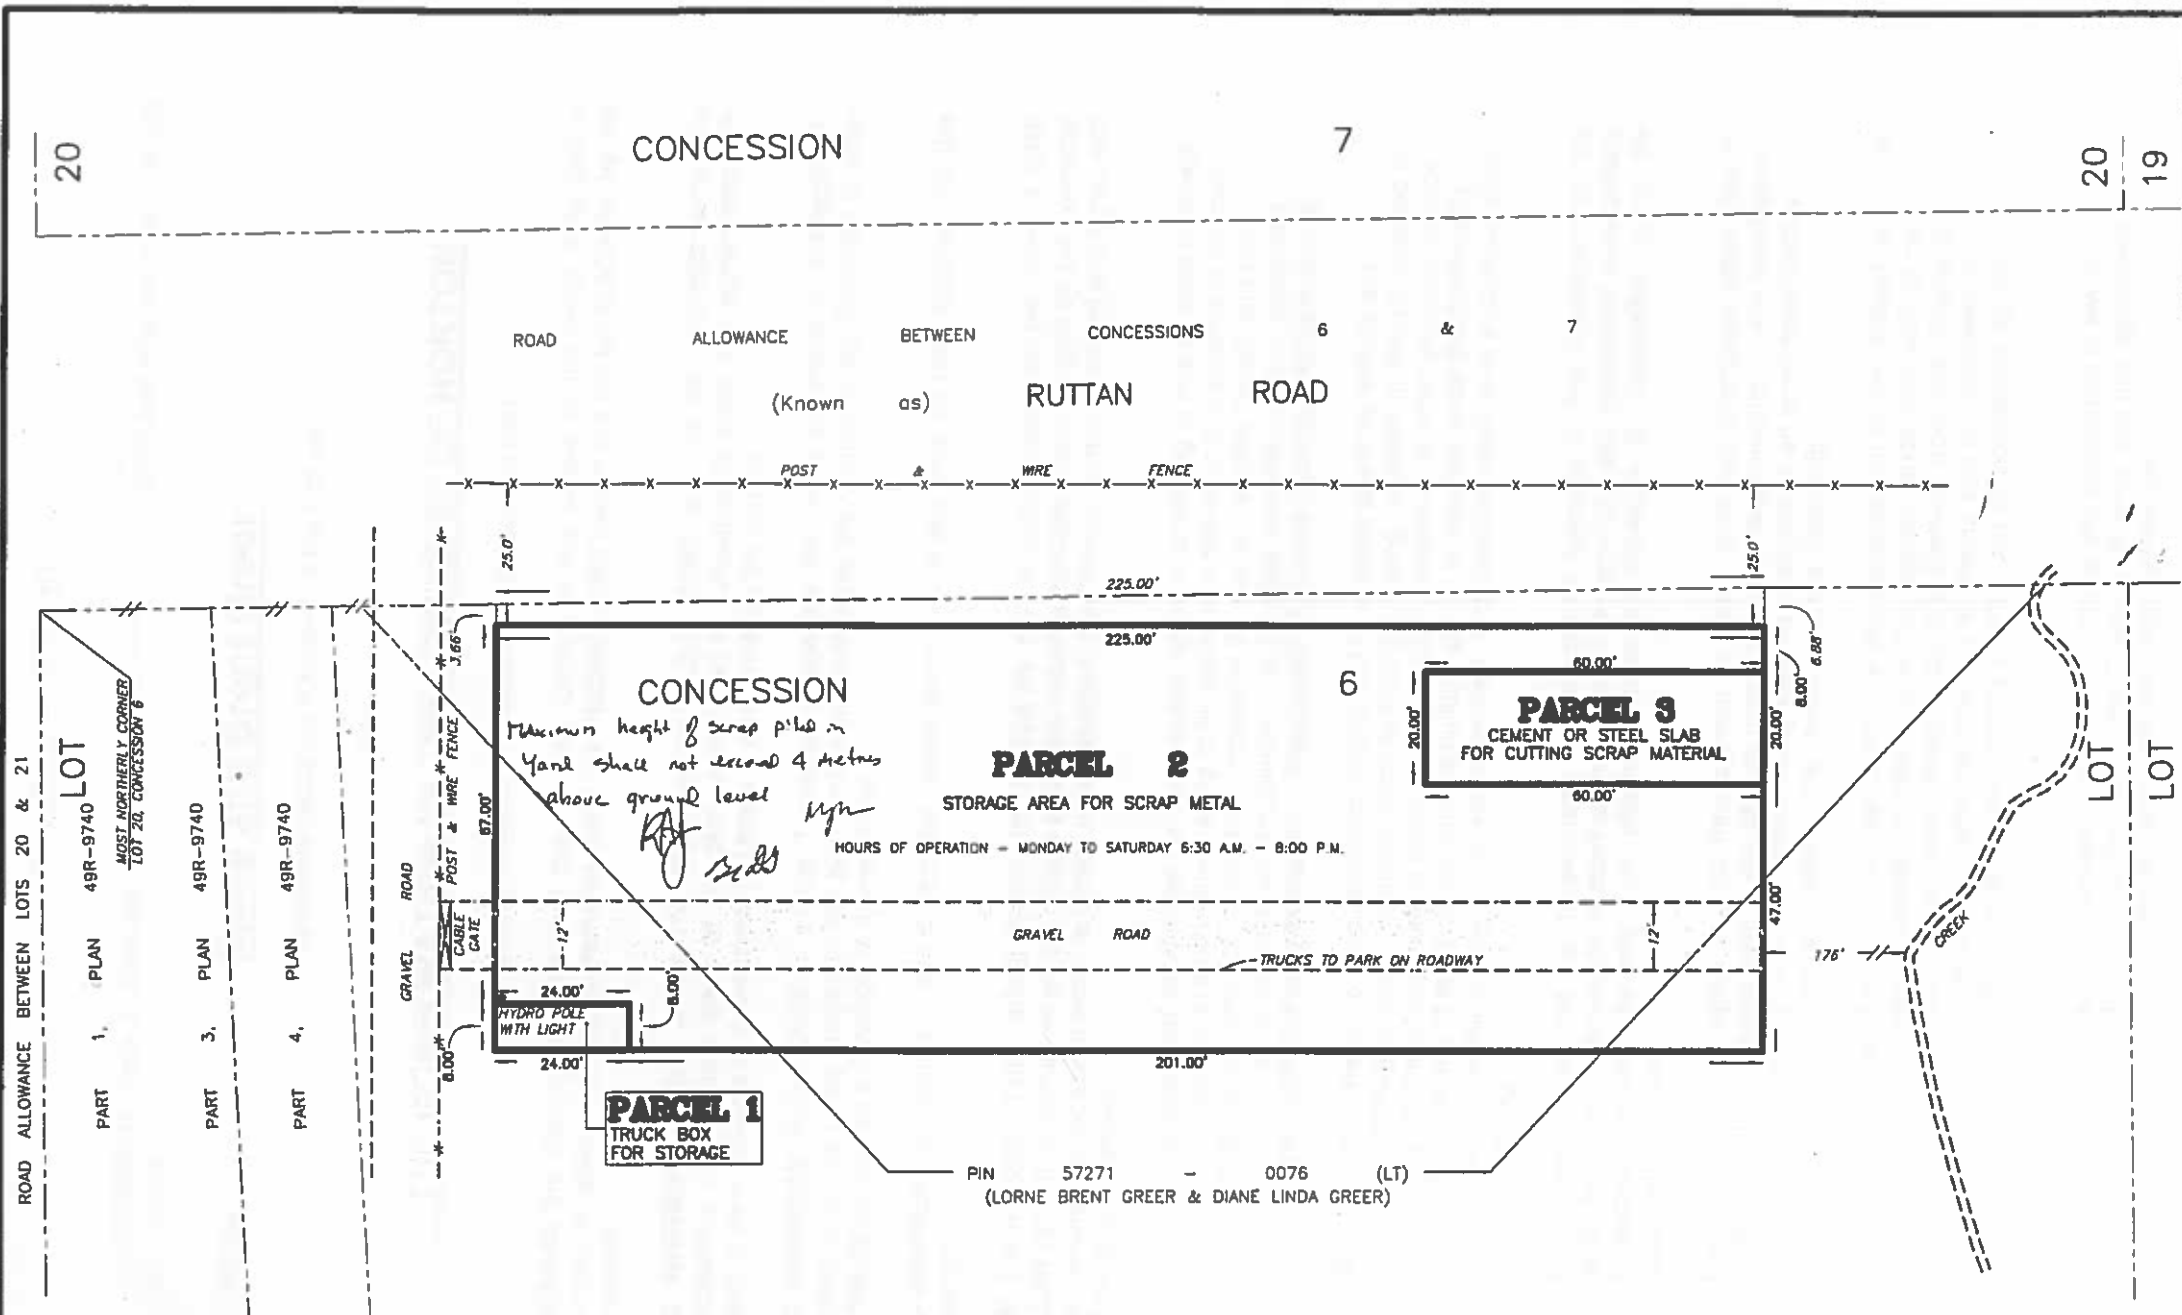 20
CONCESSION 7
20
19
ROAD ALLOWANCE BETWEEN CONCESSIONS 6 & 7
(Known as) RUTTAN ROAD
POST & WIRE FENCE
25.0'
25.0'
225.00'
225.00'
3.66'
6.88'
8.00'
CONCESSION 6
Maximum height of scrap piled in
Yard shall not exceed 4 Metres
above ground level
PARCEL 2
STORAGE AREA FOR SCRAP METAL
HOURS OF OPERATION - MONDAY TO SATURDAY 6:30 A.M. - 8:00 P.M.
60.00'
20.00'
PARCEL 3
CEMENT OR STEEL SLAB
FOR CUTTING SCRAP MATERIAL
20.00'
60.00'
67.00'
47.00'
LOT
MOST NORTHERLY CORNER
LOT 20, CONCESSION 6
ROAD ALLOWANCE BETWEEN LOTS 20 & 21
PART 1, PLAN 49R-9740
PART 3, PLAN 49R-9740
PART 4, PLAN 49R-9740
GRAVEL ROAD
POST & WIRE FENCE
CABLE
GATE
12'
GRAVEL ROAD
12'
TRUCKS TO PARK ON ROADWAY
176'
CREEK
LOT
LOT
24.00'
8.00'
HYDRO POLE
WITH LIGHT
8.00'
24.00'
201.00'
PARCEL 1
TRUCK BOX
FOR STORAGE
PIN 57271 - 0076 (LT)
(LORNE BRENT GREER & DIANE LINDA GREER)